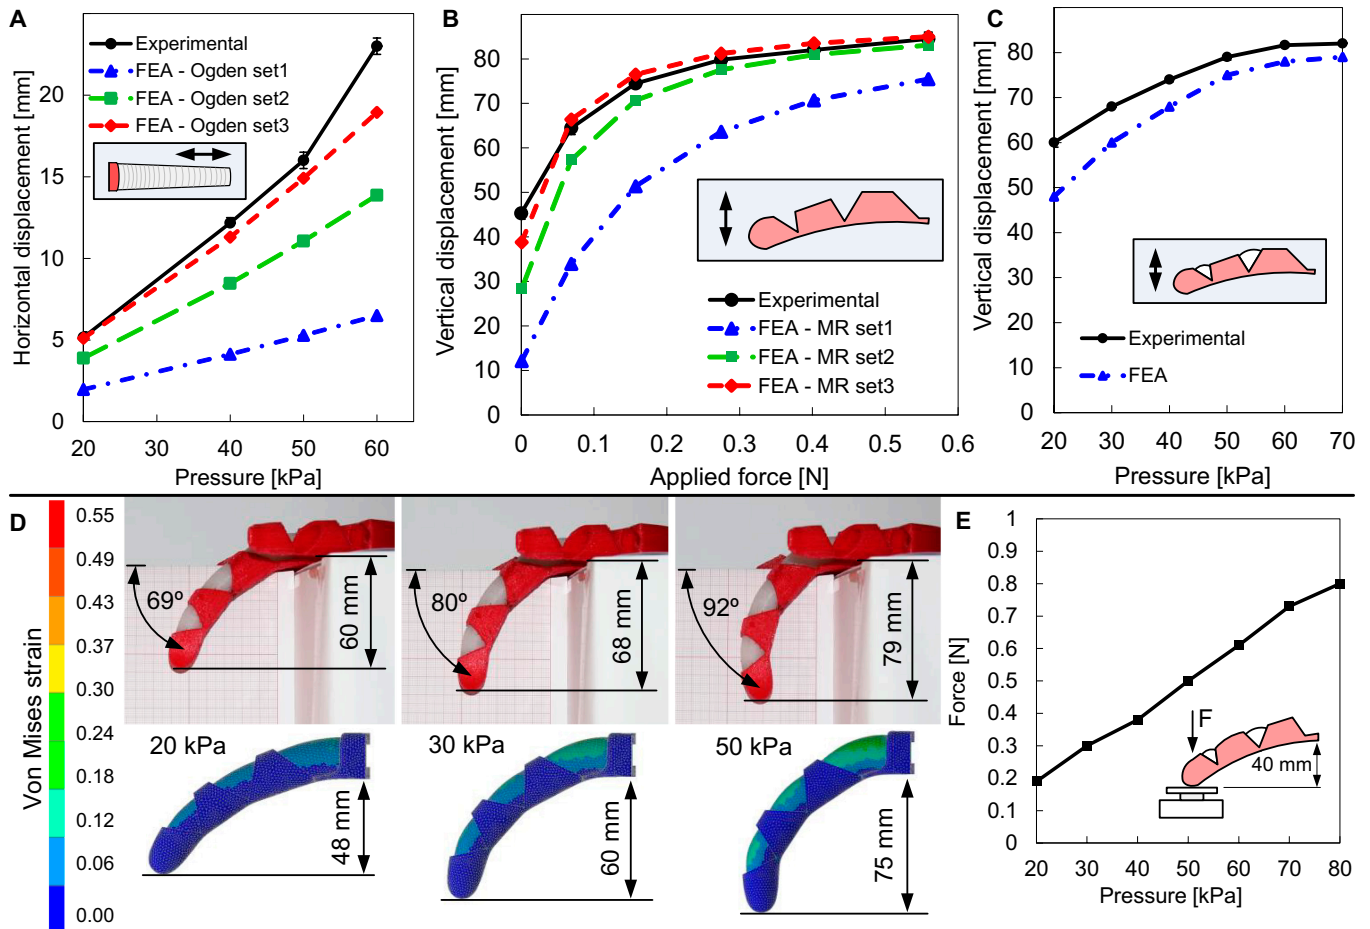 A
Experimental
FEA - Ogden set1
FEA - Ogden set2
FEA - Ogden set3
Horizontal displacement [mm]
20
15
10
5
0
20 30 40 50 60
Pressure [kPa]
B
Vertical displacement [mm]
80
70
60
50
40
30
20
10
0
Experimental
FEA - MR set1
FEA - MR set2
FEA - MR set3
0 0.1 0.2 0.3 0.4 0.5 0.6
Applied force [N]
C
Vertical displacement [mm]
80
70
60
50
40
30
20
10
0
Experimental
FEA
20 30 40 50 60 70
Pressure [kPa]
D
Von Mises strain
0.55
0.49
0.43
0.37
0.30
0.24
0.18
0.12
0.06
0.00
69º
60 mm
80º
68 mm
92º
79 mm
20 kPa
48 mm
30 kPa
60 mm
50 kPa
75 mm
E
Force [N]
1
0.9
0.8
0.7
0.6
0.5
0.4
0.3
0.2
0.1
0
F
40 mm
20 30 40 50 60 70 80
Pressure [kPa]